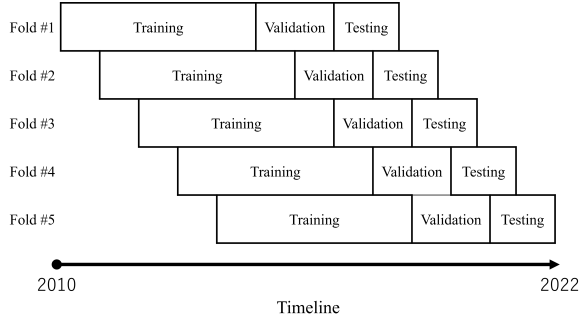 Fold #1 Training Validation Testing
Fold #2 Training Validation Testing
Fold #3 Training Validation Testing
Fold #4 Training Validation Testing
Fold #5 Training Validation Testing
2010 2022
Timeline